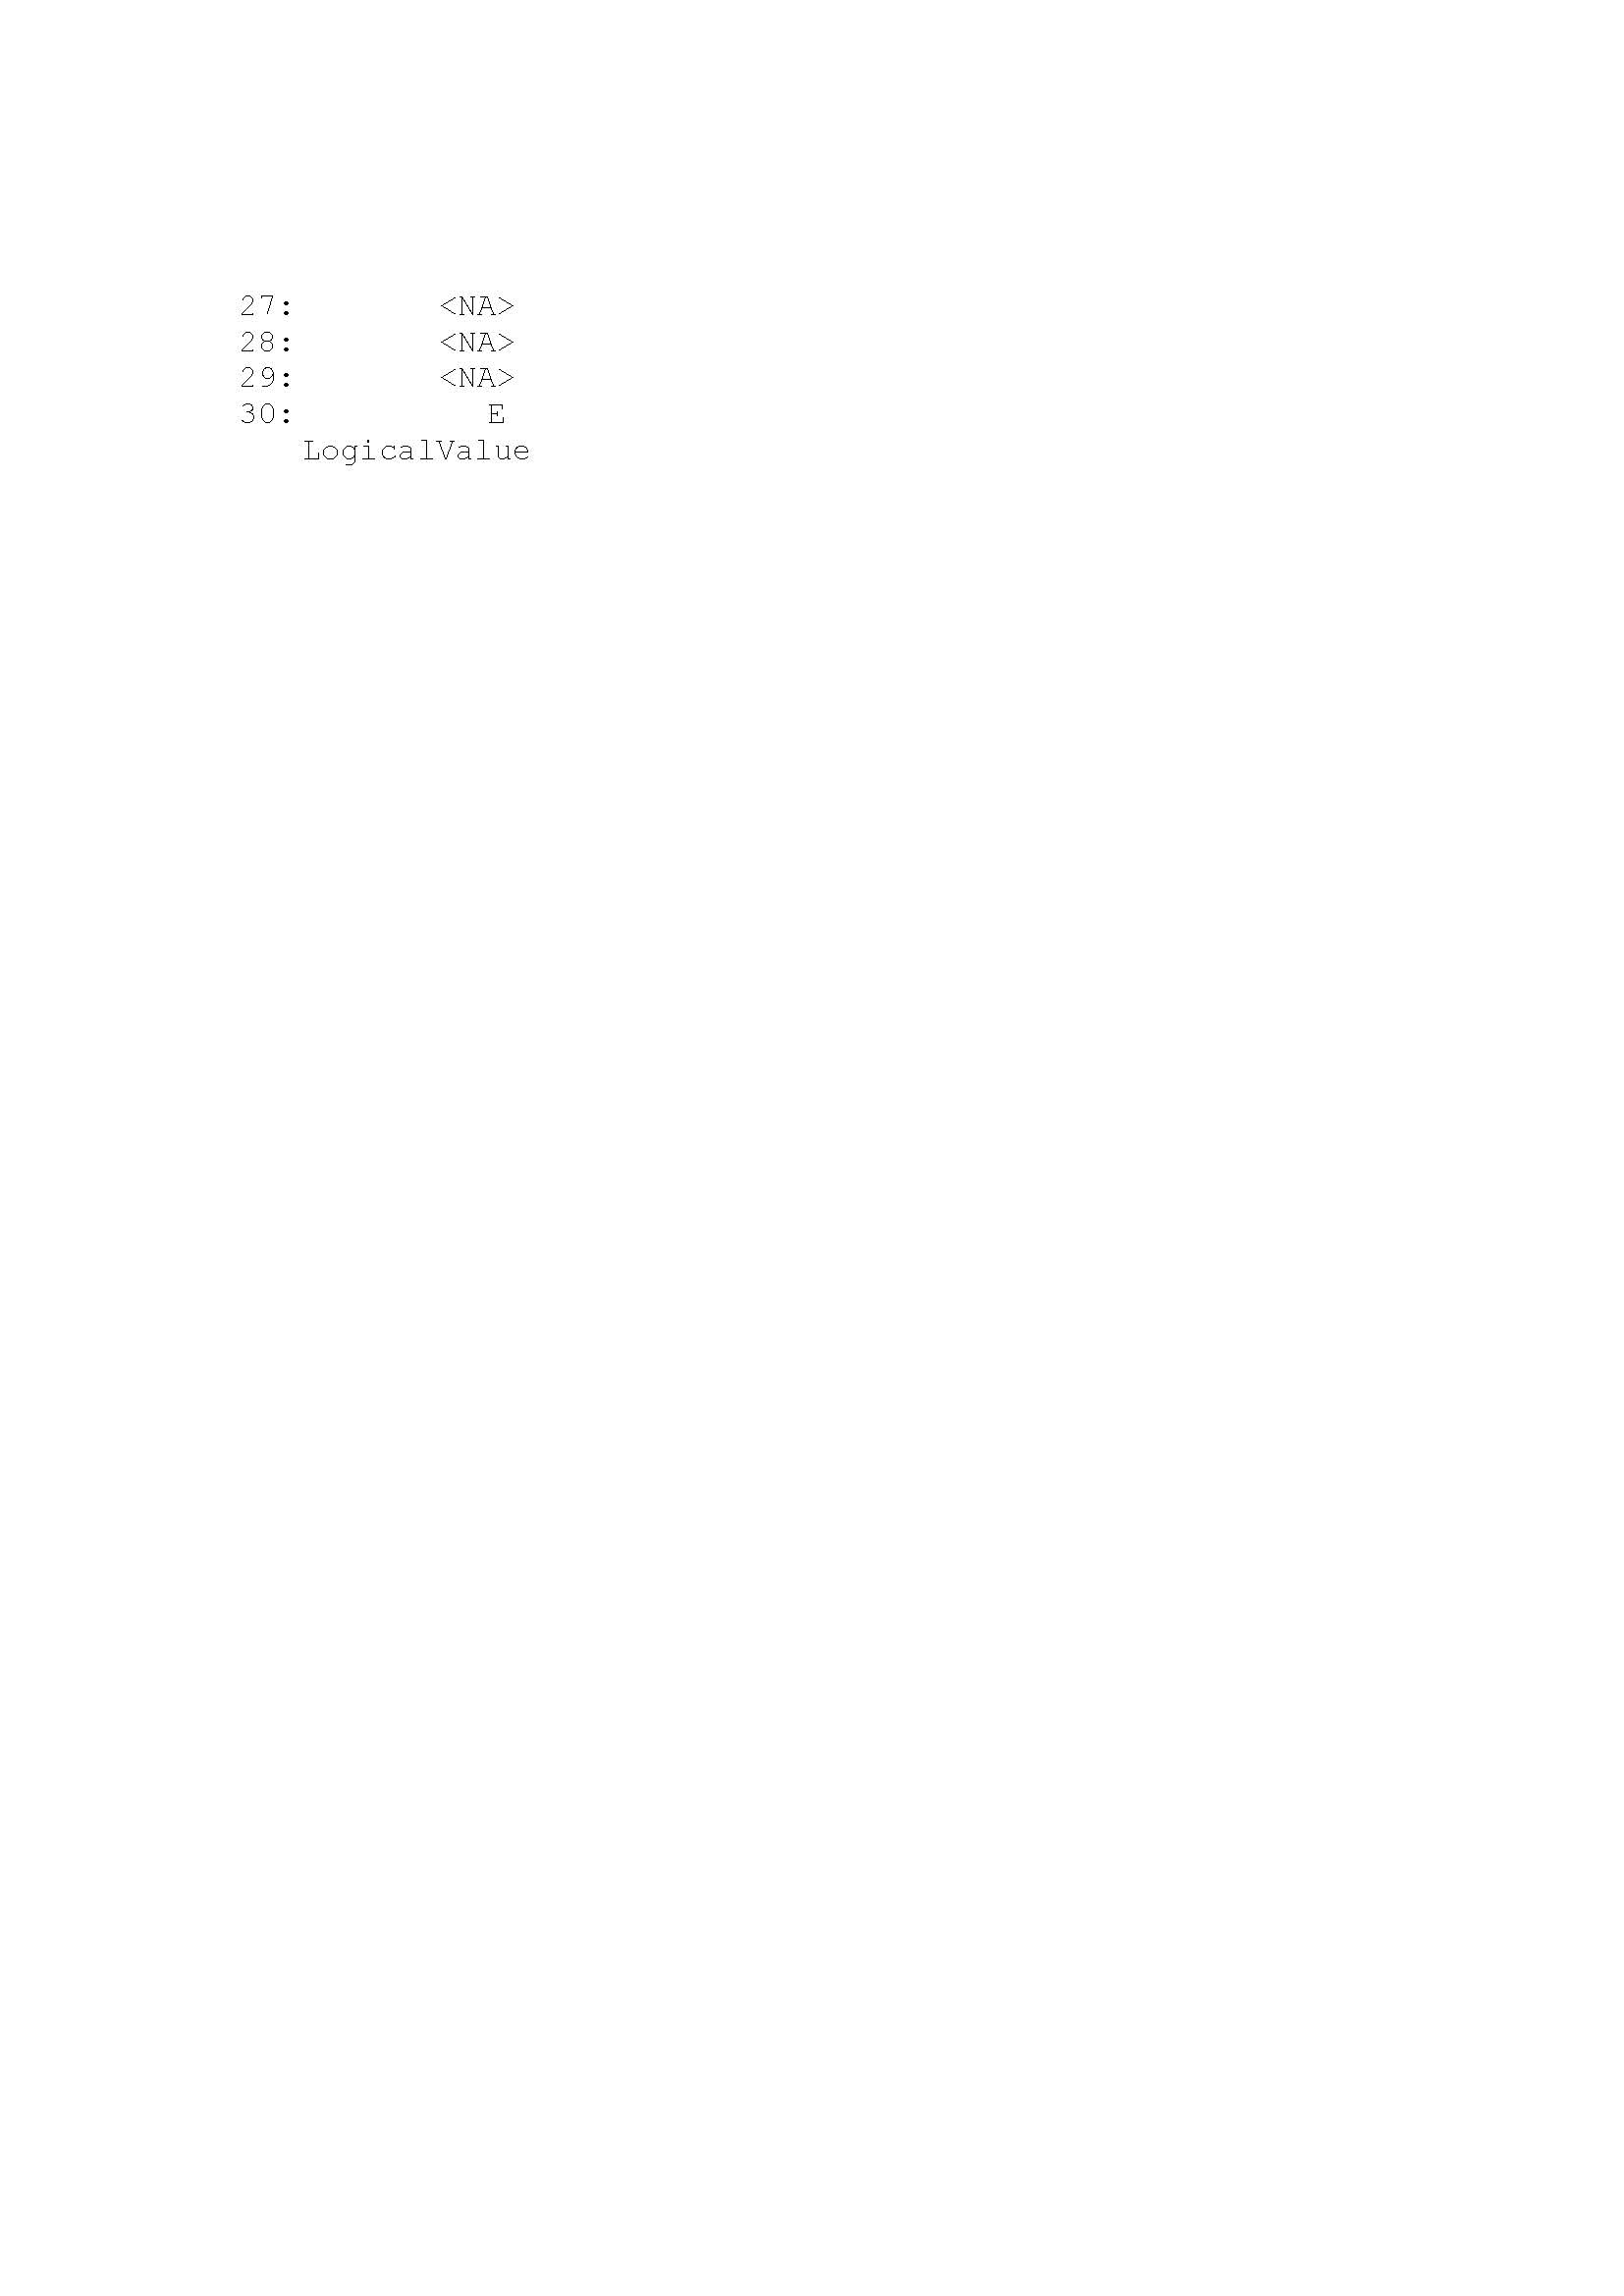 27:        <NA>
28:        <NA>
29:        <NA>
30:           E
    LogicalValue